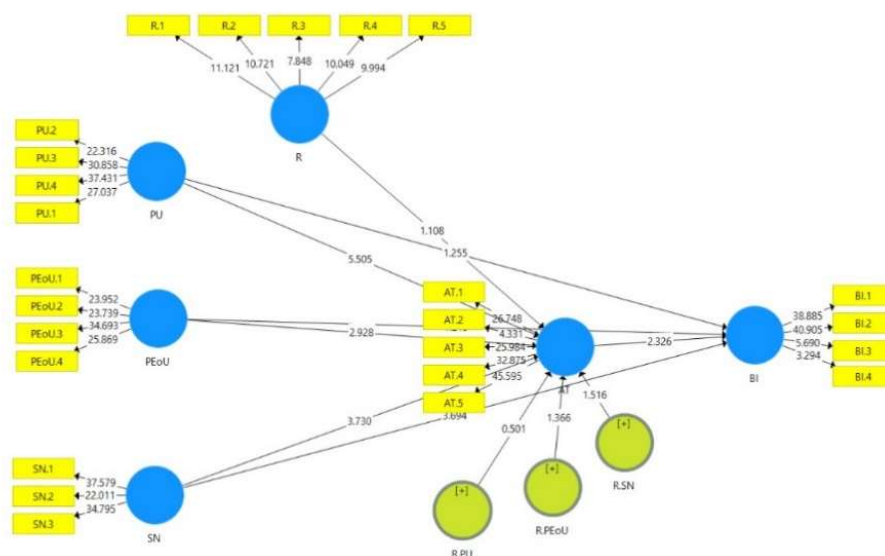 R.1
R.2
R.3
R.4
R.5
11.121
10.721
7.848
10.049
9.994
R
PU.2
PU.3
PU.4
PU.1
22.316
30.858
37.431
27.037
PU
1.108
1.255
5.505
PEoU.1
PEoU.2
PEoU.3
PEoU.4
23.952
23.739
34.693
25.869
PEoU
2.928
AT.1
AT.2
AT.3
AT.4
AT.5
26.748
4.331
25.984
32.875
45.595
AT
2.326
BI
38.885
40.905
5.690
3.294
BI.1
BI.2
BI.3
BI.4
3.730
3.694
0.501
1.366
1.516
SN.1
SN.2
SN.3
37.579
22.011
34.795
SN
[+]
R.SN
[+]
R.PEoU
[+]
R.PU